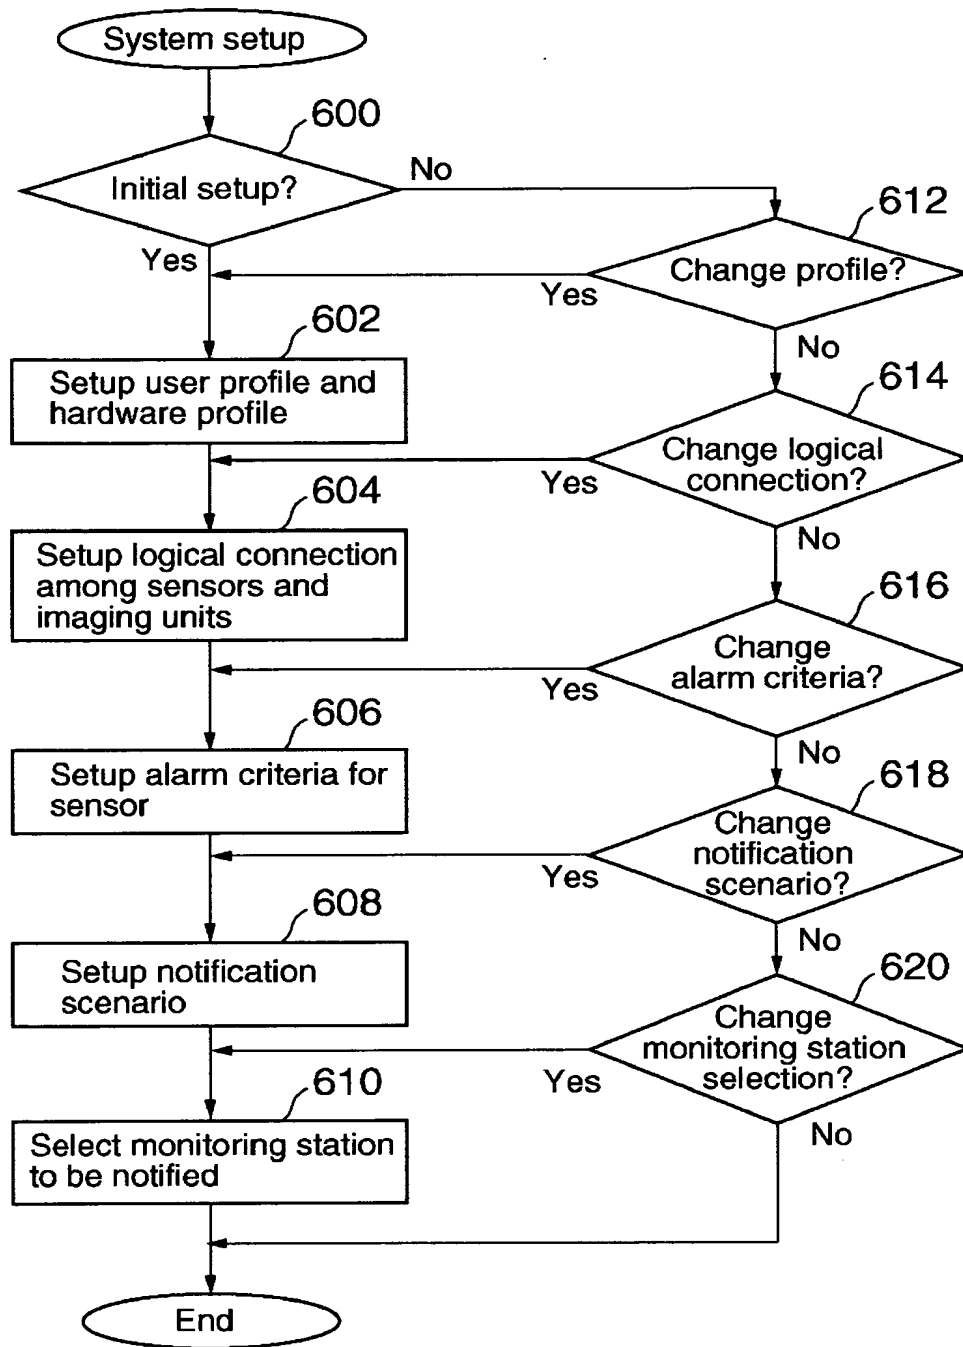 System setup
600
Initial setup?
No
612
Yes
Change profile?
Yes
602
No
Setup user profile and
hardware profile
614
Change logical
connection?
Yes
604
No
Setup logical connection
among sensors and
imaging units
616
Change
alarm criteria?
Yes
606
No
Setup alarm criteria for
sensor
618
Change
notification
scenario?
Yes
608
No
Setup notification
scenario
620
Change
monitoring station
selection?
Yes
610
No
Select monitoring station
to be notified
End